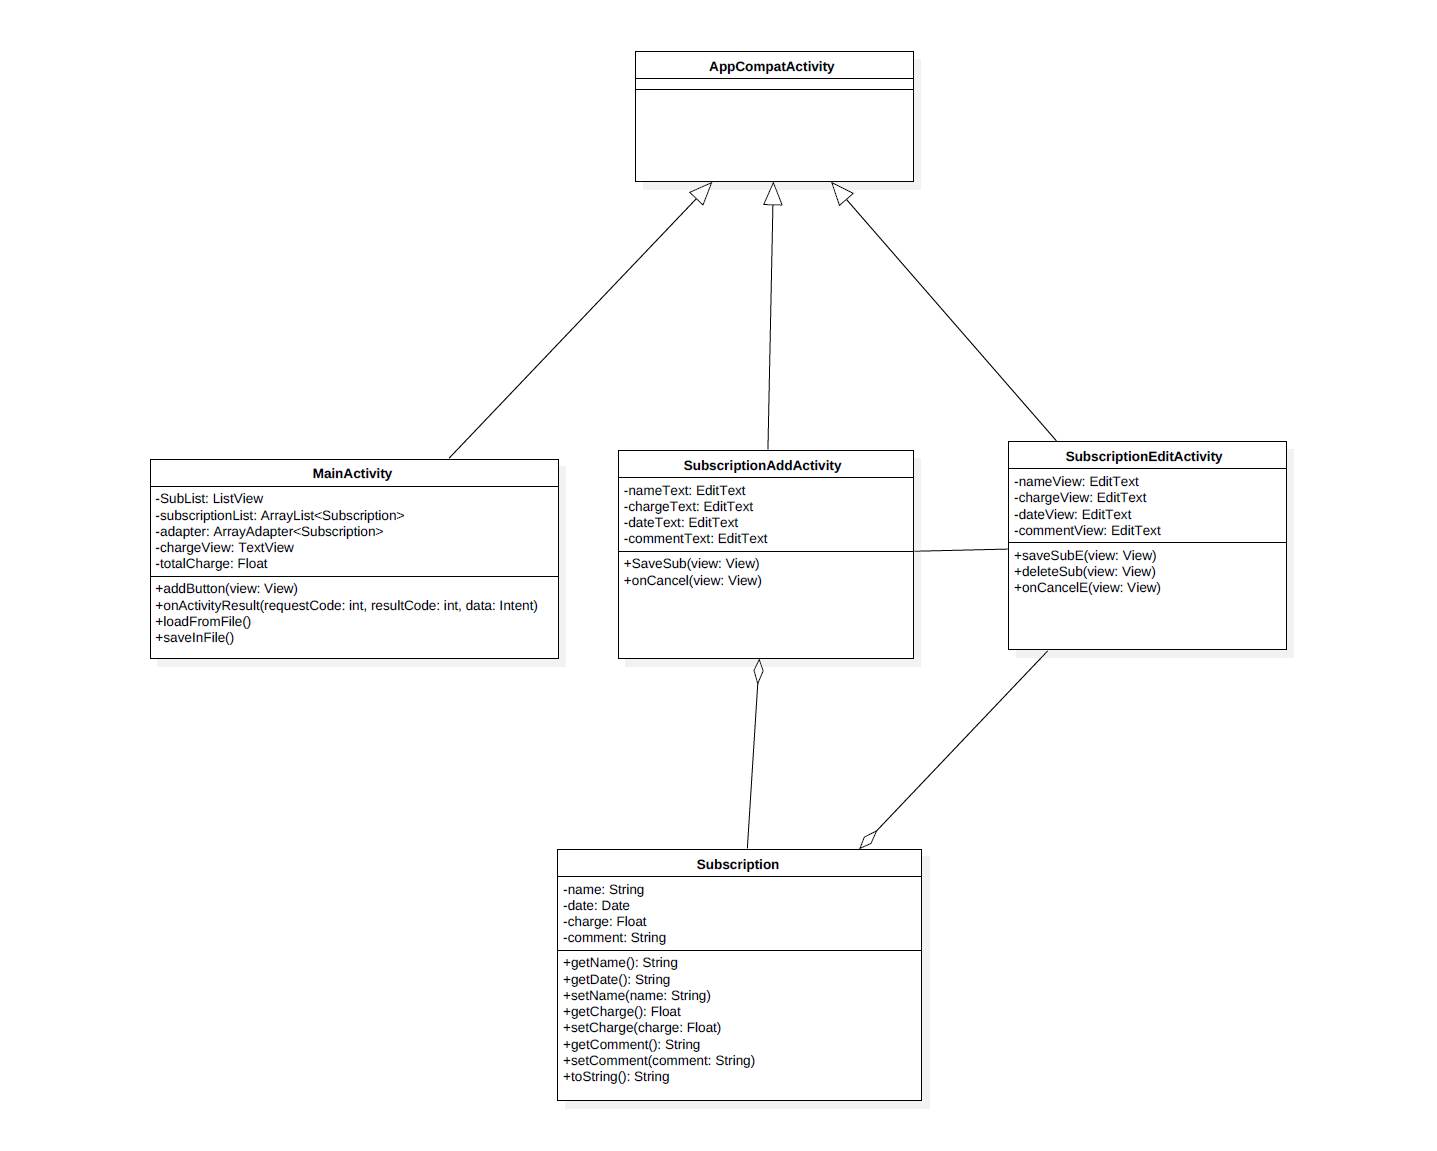 AppCompatActivity
MainActivity
-SubList: ListView
-subscriptionList: ArrayList<Subscription>
-adapter: ArrayAdapter<Subscription>
-chargeView: TextView
-totalCharge: Float
+addButton(view: View)
+onActivityResult(requestCode: int, resultCode: int, data: Intent)
+loadFromFile()
+saveInFile()
SubscriptionAddActivity
-nameText: EditText
-chargeText: EditText
-dateText: EditText
-commentText: EditText
+SaveSub(view: View)
+onCancel(view: View)
SubscriptionEditActivity
-nameView: EditText
-chargeView: EditText
-dateView: EditText
-commentView: EditText
+saveSubE(view: View)
+deleteSub(view: View)
+onCancelE(view: View)
Subscription
-name: String
-date: Date
-charge: Float
-comment: String
+getName(): String
+getDate(): String
+setName(name: String)
+getCharge(): Float
+setCharge(charge: Float)
+getComment(): String
+setComment(comment: String)
+toString(): String